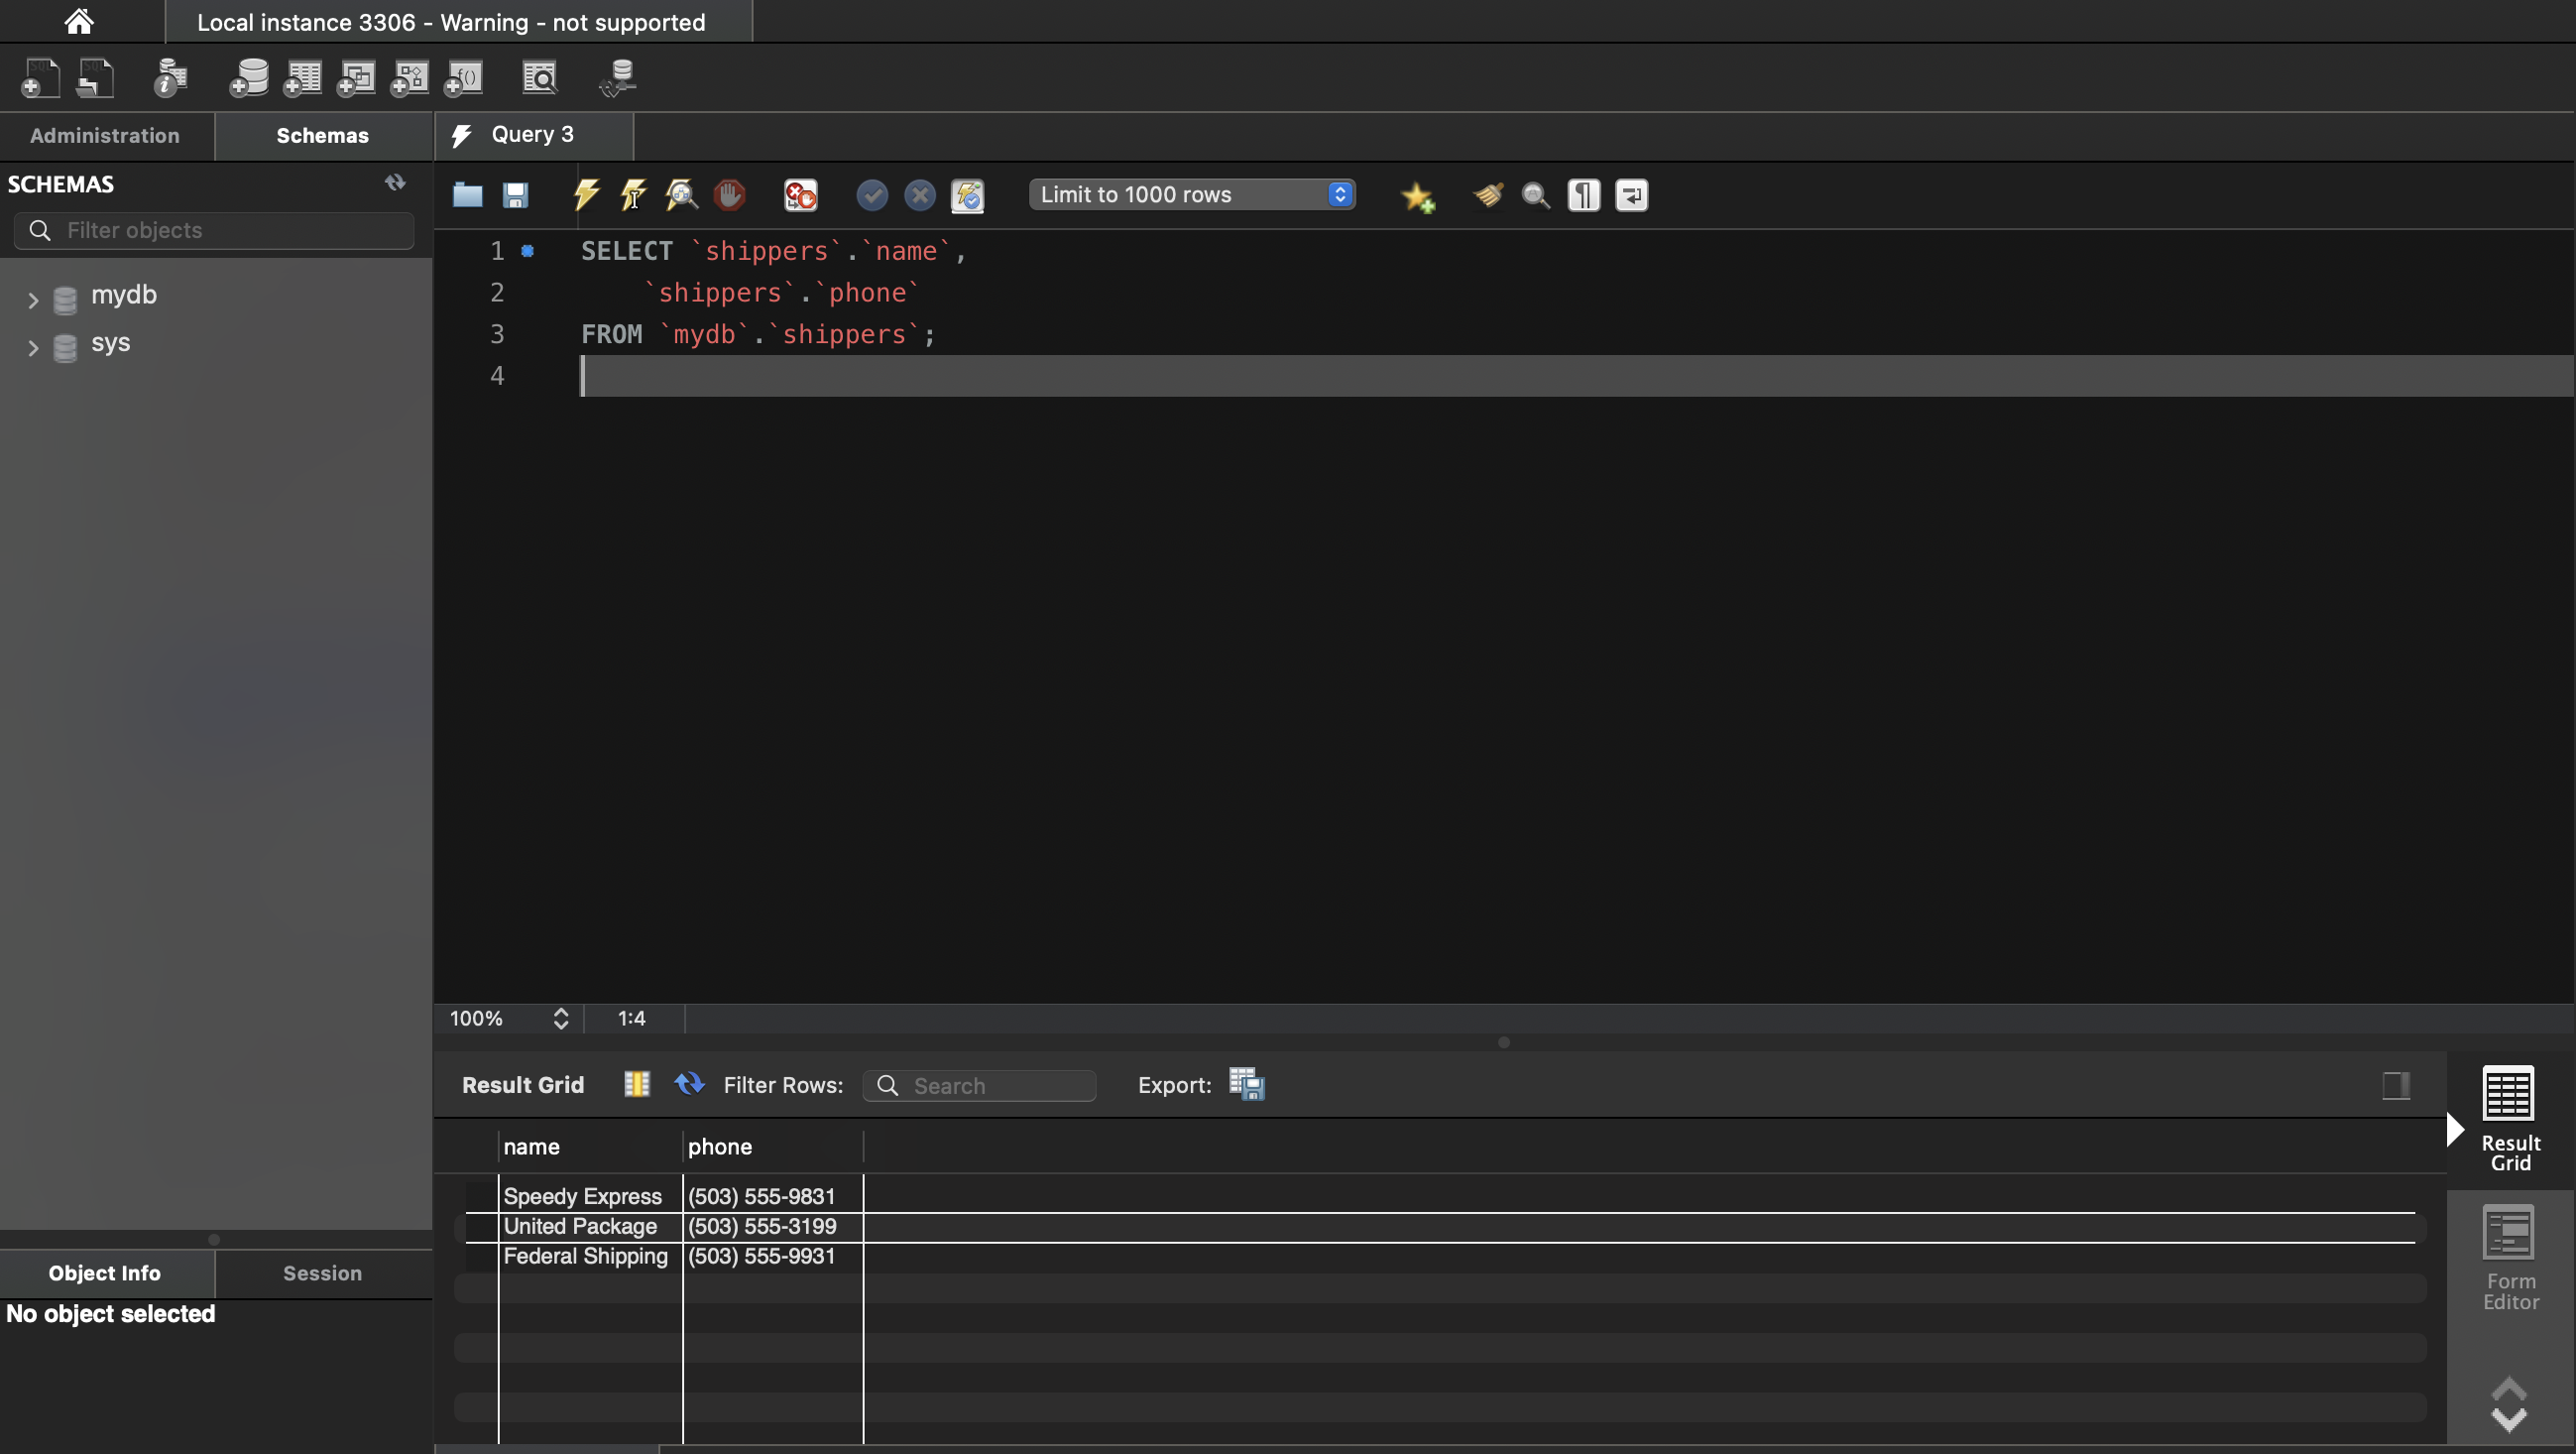 Local instance 3306 - Warning - not supported
Administration
Schemas
Query 3
SCHEMAS
Filter objects
Limit to 1000 rows
mydb
sys
1 SELECT `shippers`.`name`,
2 `shippers`.`phone`
3 FROM `mydb`.`shippers`;
4
100%
1:4
Result Grid
Filter Rows:
Search
Export:
Result
Grid
name phone
Speedy Express (503) 555-9831
United Package (503) 555-3199
Federal Shipping (503) 555-9931
Form
Editor
Object Info
Session
No object selected